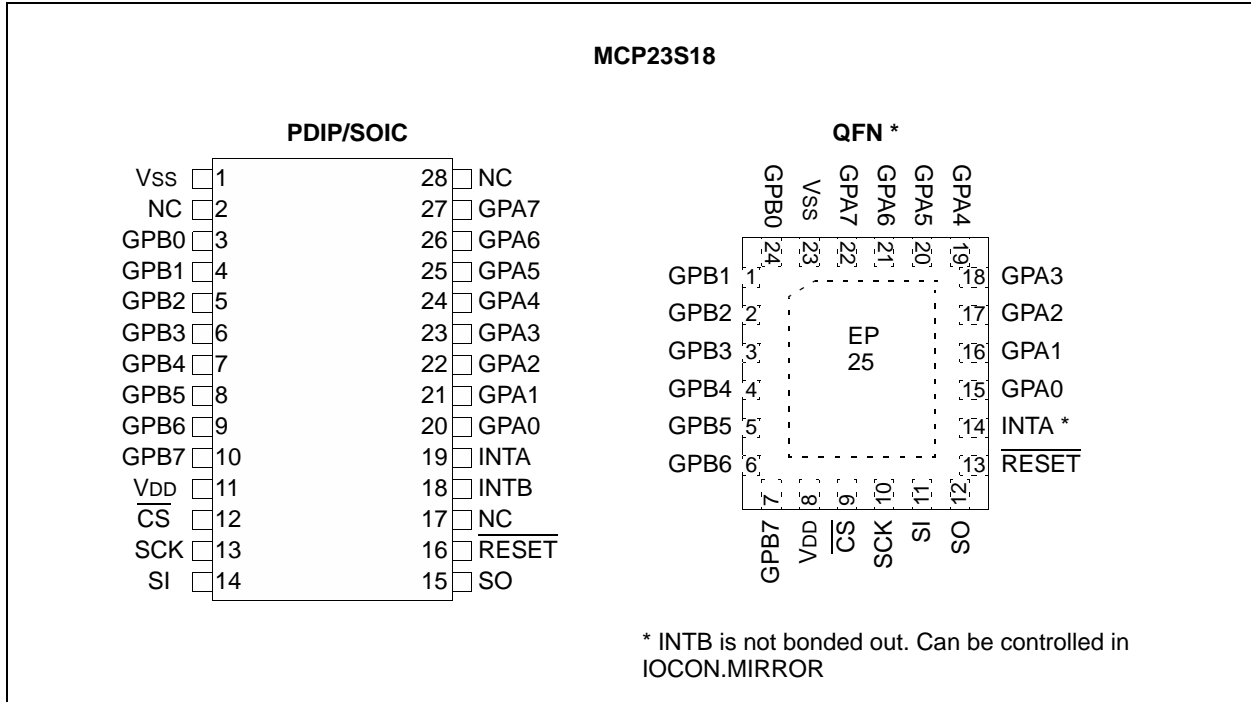 MCP23S18
PDIP/SOIC
VSS 1 28 NC
NC 2 27 GPA7
GPB0 3 26 GPA6
GPB1 4 25 GPA5
GPB2 5 24 GPA4
GPB3 6 23 GPA3
GPB4 7 22 GPA2
GPB5 8 21 GPA1
GPB6 9 20 GPA0
GPB7 10 19 INTA
VDD 11 18 INTB
CS 12 17 NC
SCK 13 16 RESET
SI 14 15 SO
QFN *
GPB0 VSS GPA7 GPA6 GPA5 GPA4
24 23 22 21 20 19
GPB1 1 18 GPA3
GPB2 2 17 GPA2
GPB3 3 16 GPA1
GPB4 4 15 GPA0
GPB5 5 14 INTA *
GPB6 6 13 RESET
EP
25
7 8 9 10 11 12
GPB7 VDD CS SCK SI SO
* INTB is not bonded out. Can be controlled in
IOCON.MIRROR